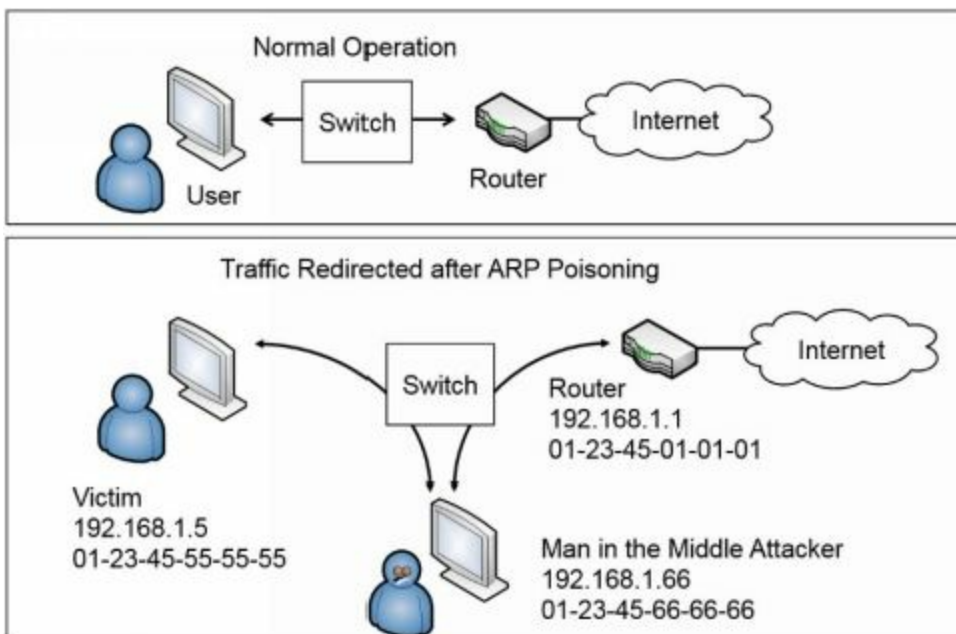 Normal Operation
Switch
Internet
User
Router
Traffic Redirected after ARP Poisoning
Switch
Internet
Router
192.168.1.1
01-23-45-01-01-01
Victim
192.168.1.5
01-23-45-55-55-55
Man in the Middle Attacker
192.168.1.66
01-23-45-66-66-66